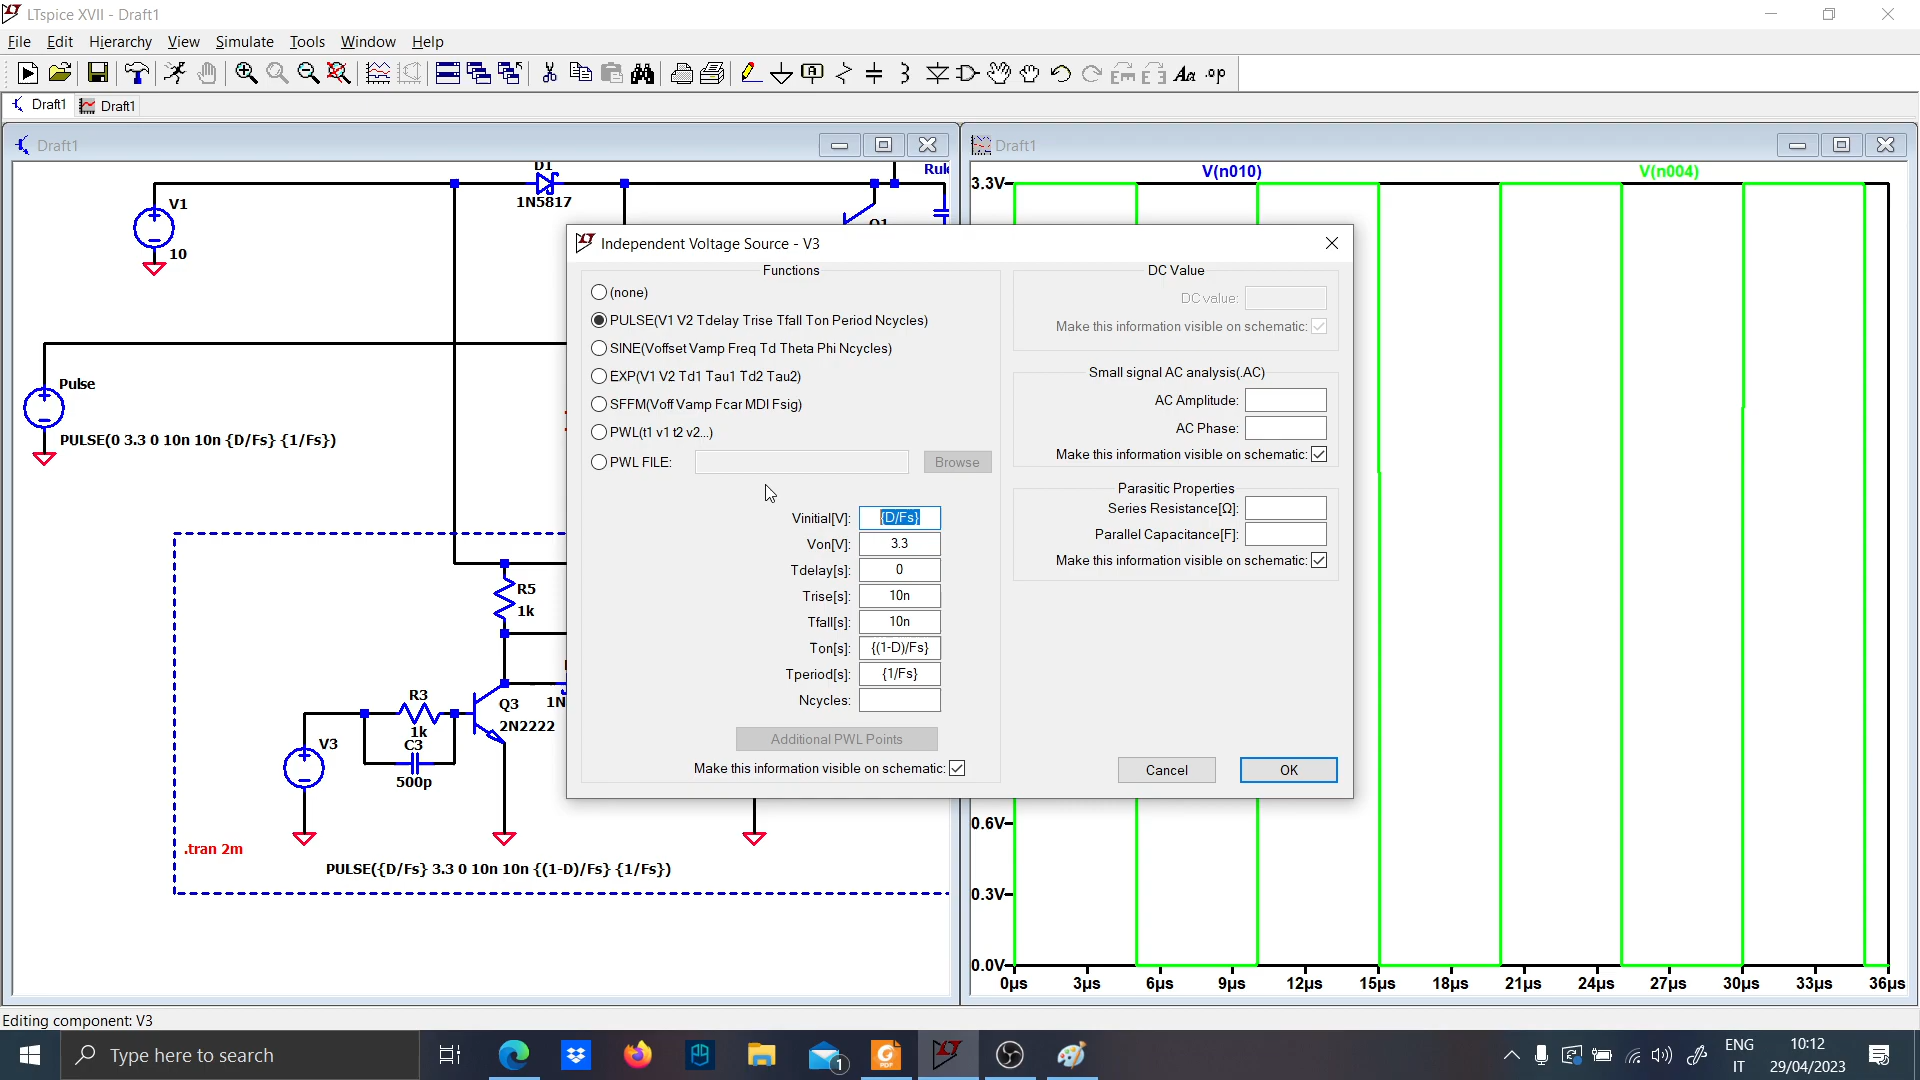 LTspice XVII - Draft1
File Edit Hierarchy View Simulate Tools Window Help
Draft1 Draft1
Draft1
D1
1N5817
V1
10
Pulse
PULSE(0 3.3 0 10n 10n {D/Fs} {1/Fs})
R5
1k
R3
1k
C3
500p
Q3
2N2222
V3
.tran 2m
PULSE({D/Fs} 3.3 0 10n 10n {(1-D)/Fs} {1/Fs})
Independent Voltage Source - V3
Functions
(none)
PULSE(V1 V2 Tdelay Trise Tfall Ton Period Ncycles)
SINE(Voffset Vamp Freq Td Theta Phi Ncycles)
EXP(V1 V2 Td1 Tau1 Td2 Tau2)
SFFM(Voff Vamp Fcar MDI Fsig)
PWL(t1 v1 t2 v2...)
PWL FILE: Browse
Vinitial[V]: {D/Fs}
Von[V]: 3.3
Tdelay[s]: 0
Trise[s]: 10n
Tfall[s]: 10n
Ton[s]: {(1-D)/Fs}
Tperiod[s]: {1/Fs}
Ncycles:
Additional PWL Points
Make this information visible on schematic:
DC Value
DC value:
Make this information visible on schematic:
Small signal AC analysis(.AC)
AC Amplitude:
AC Phase:
Make this information visible on schematic:
Parasitic Properties
Series Resistance[Ω]:
Parallel Capacitance[F]:
Make this information visible on schematic:
Cancel OK
Draft1
V(n010) V(n004)
3.3V
0.6V
0.3V
0.0V
0µs 3µs 6µs 9µs 12µs 15µs 18µs 21µs 24µs 27µs 30µs 33µs 36µs
Editing component: V3
Type here to search
1
ENG
IT
10:12
29/04/2023